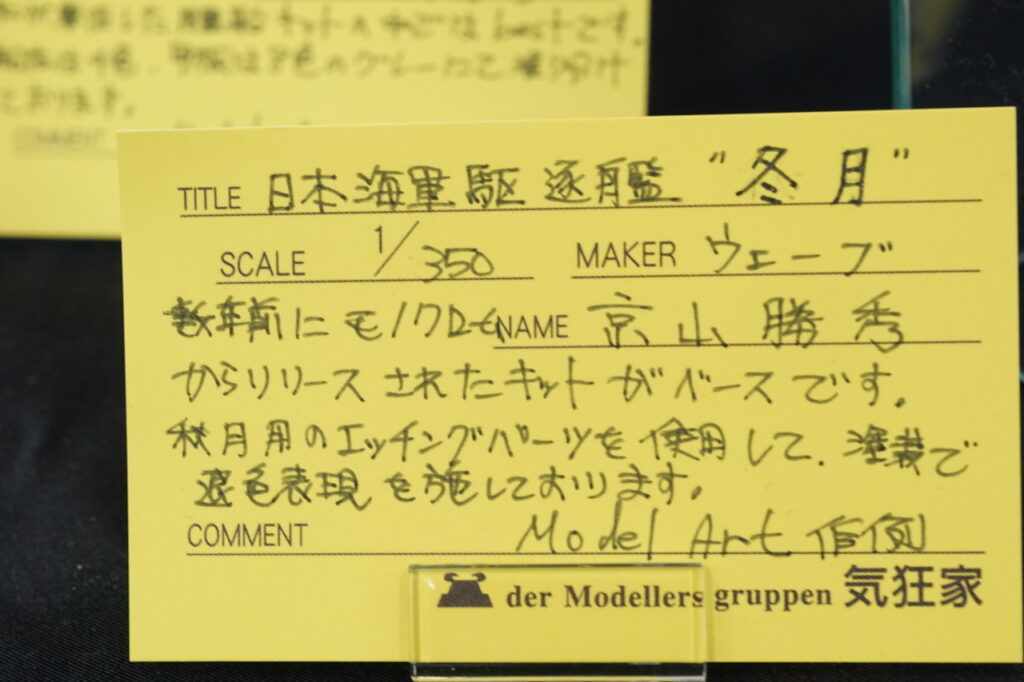 です。
TITLE 日本海軍駆逐艦 "冬月"
SCALE 1/350 MAKER ウェーブ
数年前にモノクローム NAME 京山勝秀
からリリースされたキットがベースです。
秋月用のエッチングパーツを使用して、塗装で
退色表現を施しております。
COMMENT Model Art 作例
der Modellers gruppen 気狂家